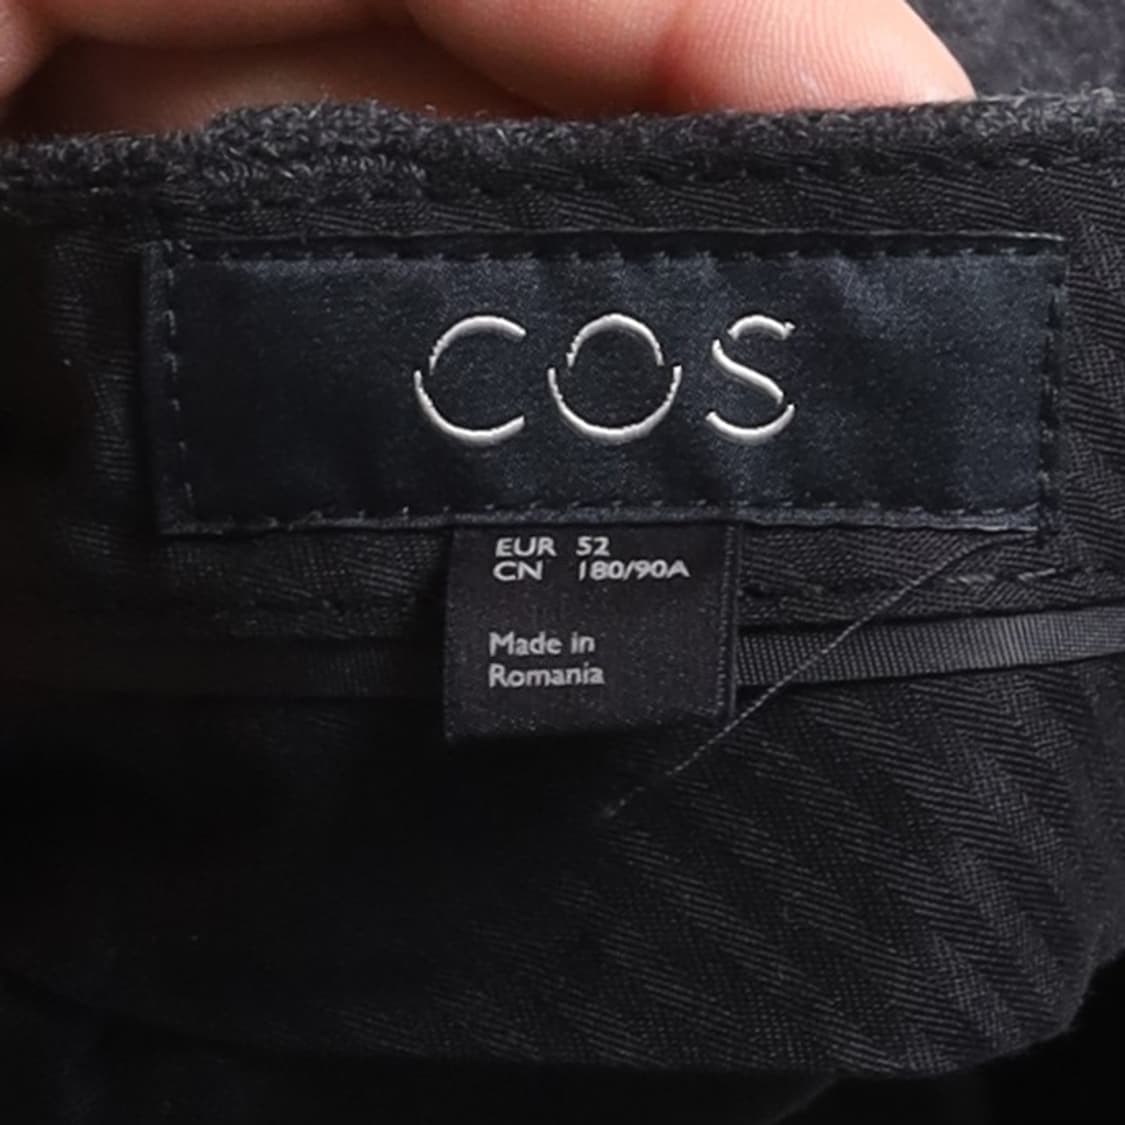 COS
EUR 52
CN 180/90A
Made in
Romania